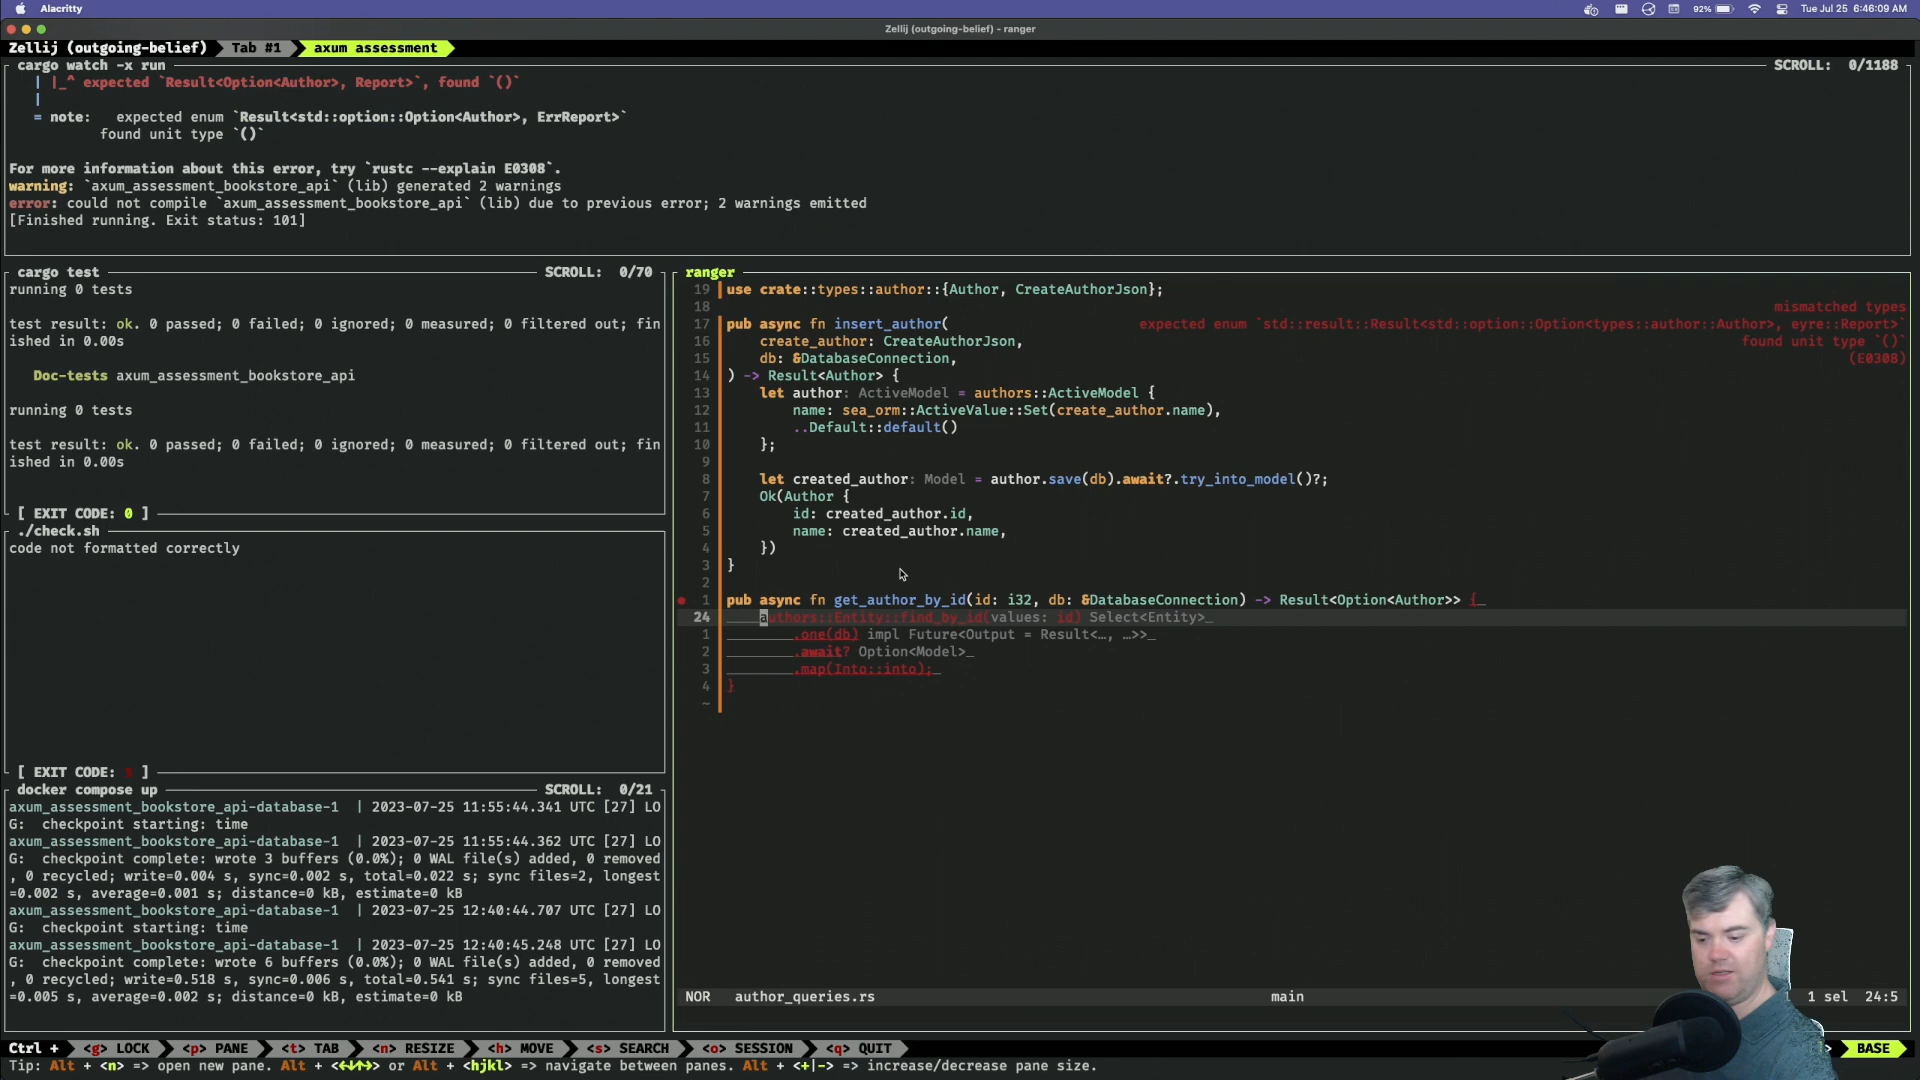 Alacritty
92%
Tue Jul 25 6:46:09 AM
Zellij (outgoing-belief) - ranger
Zellij (outgoing-belief) Tab #1 axum assessment
cargo watch -x run SCROLL: 0/1188
| |_^ expected `Result<Option<Author>, Report>`, found `()`
|
= note: expected enum `Result<std::option::Option<Author>, ErrReport>`
found unit type `()`
For more information about this error, try `rustc --explain E0308`.
warning: `axum_assessment_bookstore_api` (lib) generated 2 warnings
error: could not compile `axum_assessment_bookstore_api` (lib) due to previous error; 2 warnings emitted
[Finished running. Exit status: 101]
cargo test SCROLL: 0/70
running 0 tests
test result: ok. 0 passed; 0 failed; 0 ignored; 0 measured; 0 filtered out; fin
ished in 0.00s
Doc-tests axum_assessment_bookstore_api
running 0 tests
test result: ok. 0 passed; 0 failed; 0 ignored; 0 measured; 0 filtered out; fin
ished in 0.00s
[ EXIT CODE: 0 ]
./check.sh
code not formatted correctly
[ EXIT CODE: 1 ]
docker compose up SCROLL: 0/21
axum_assessment_bookstore_api-database-1 | 2023-07-25 11:55:44.341 UTC [27] LO
G: checkpoint starting: time
axum_assessment_bookstore_api-database-1 | 2023-07-25 11:55:44.362 UTC [27] LO
G: checkpoint complete: wrote 3 buffers (0.0%); 0 WAL file(s) added, 0 removed
, 0 recycled; write=0.004 s, sync=0.002 s, total=0.022 s; sync files=2, longest
=0.002 s, average=0.001 s; distance=0 kB, estimate=0 kB
axum_assessment_bookstore_api-database-1 | 2023-07-25 12:40:44.707 UTC [27] LO
G: checkpoint starting: time
axum_assessment_bookstore_api-database-1 | 2023-07-25 12:40:45.248 UTC [27] LO
G: checkpoint complete: wrote 6 buffers (0.0%); 0 WAL file(s) added, 0 removed
, 0 recycled; write=0.518 s, sync=0.006 s, total=0.541 s; sync files=5, longest
=0.005 s, average=0.002 s; distance=0 kB, estimate=0 kB
ranger
19 use crate::types::author::{Author, CreateAuthorJson};
18 mismatched types
17 pub async fn insert_author( expected enum `std::result::Result<std::option::Option<types::author::Author>, eyre::Report>`
16 create_author: CreateAuthorJson, found unit type `()`
15 db: &DatabaseConnection, (E0308)
14 ) -> Result<Author> {
13 let author: ActiveModel = authors::ActiveModel {
12 name: sea_orm::ActiveValue::Set(create_author.name),
11 ..Default::default()
10 };
9
8 let created_author: Model = author.save(db).await?.try_into_model()?;
7 Ok(Author {
6 id: created_author.id,
5 name: created_author.name,
4 })
3 }
2
1 pub async fn get_author_by_id(id: i32, db: &DatabaseConnection) -> Result<Option<Author>> {
24 authors::Entity::find_by_id(values: id) Select<Entity>
1 .one(db) impl Future<Output = Result<…, …>>
2 .await? Option<Model>
3 .map(Into::into);
4 }
~
NOR author_queries.rs main 1 sel 24:5
Ctrl + <g> LOCK <p> PANE <t> TAB <n> RESIZE <h> MOVE <s> SEARCH <o> SESSION <q> QUIT BASE
Tip: Alt + <n> => open new pane. Alt + <←↓↑→> or Alt + <hjkl> => navigate between panes. Alt + <+|-> => increase/decrease pane size.